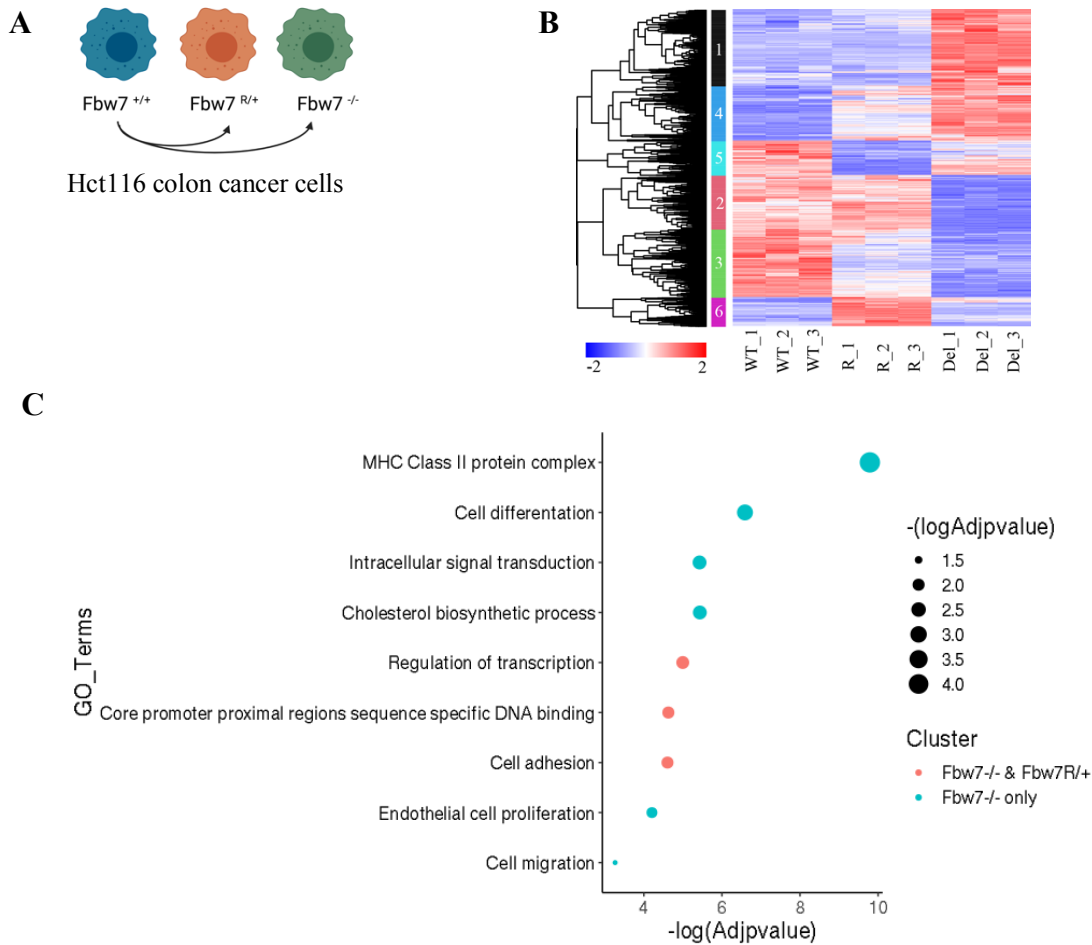 A
Fbw7 +/+ Fbw7 R/+ Fbw7 -/-
Hct116 colon cancer cells
B
1
4
5
2
3
6
-2 2
WT_1 WT_2 WT_3 R_1 R_2 R_3 Del_1 Del_2 Del_3
C
GO_Terms
MHC Class II protein complex
Cell differentation
Intracellular signal transduction
Cholesterol biosynthetic process
Regulation of transcription
Core promoter proximal regions sequence specific DNA binding
Cell adhesion
Endothelial cell proliferation
Cell migration
4 6 8 10
-log(Adjpvalue)
-(logAdjpvalue)
1.5
2.0
2.5
3.0
3.5
4.0
Cluster
Fbw7-/- & Fbw7R/+
Fbw7-/- only